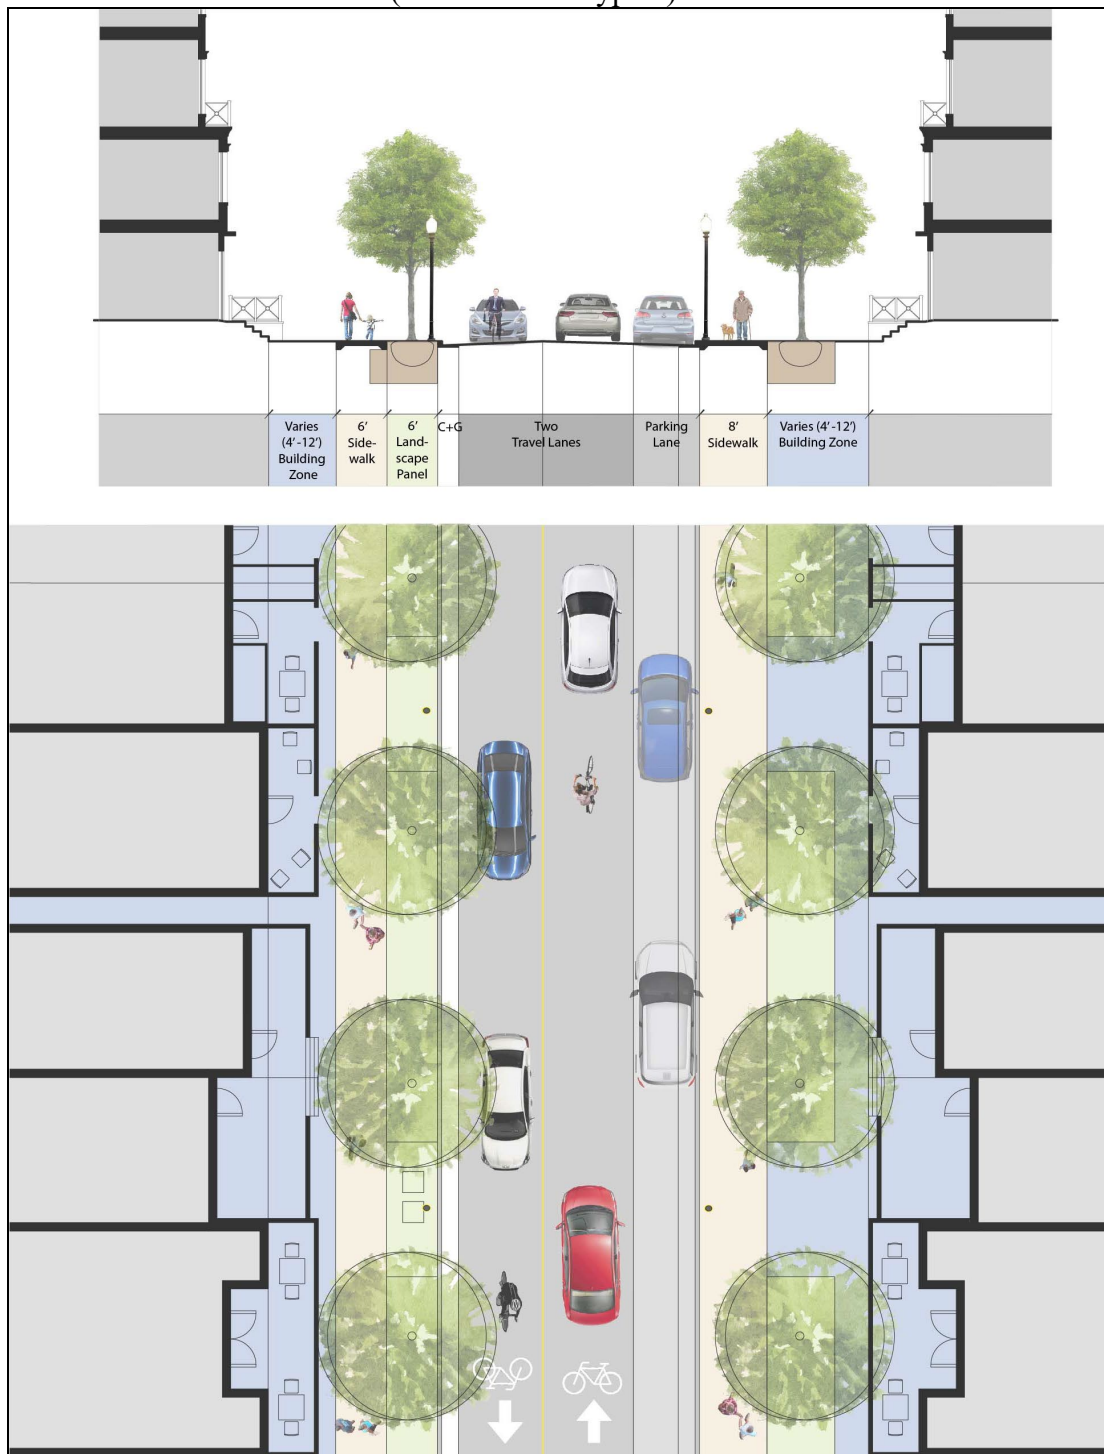 Varies
(4'-12')
Building
Zone
6'
Side-
walk
6'
Land-
scape
Panel
C+G
Two
Travel Lanes
Parking
Lane
8'
Sidewalk
Varies (4'-12')
Building Zone